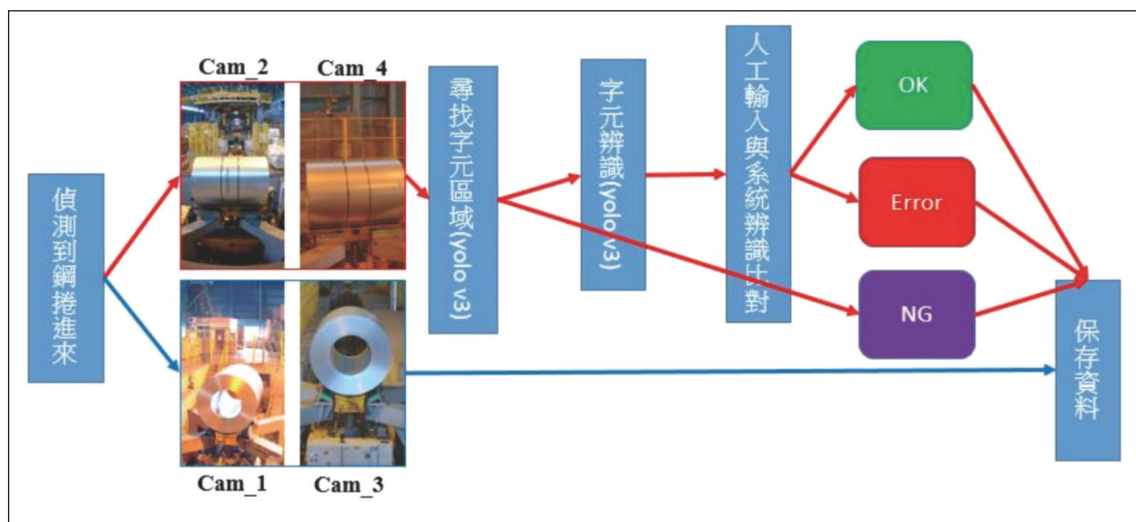 偵測到鋼捲進來
Cam_2
Cam_4
Cam_1
Cam_3
尋找字元區域(yolo v3)
字元辨識(yolo v3)
人工輸入與系統辨識比對
OK
Error
NG
保存資料